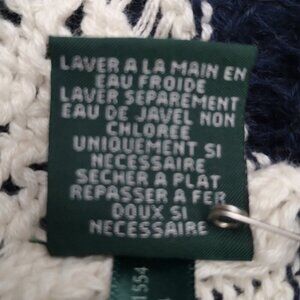 LAVER A LA MAIN EN
EAU FROIDE
LAVER SEPAREMENT
EAU DE JAVEL NON
CHLOREE
UNIQUEMENT SI
NECESSAIRE
SECHER A PLAT
REPASSER A FER
DOUX SI
NECESSAIRE
1554